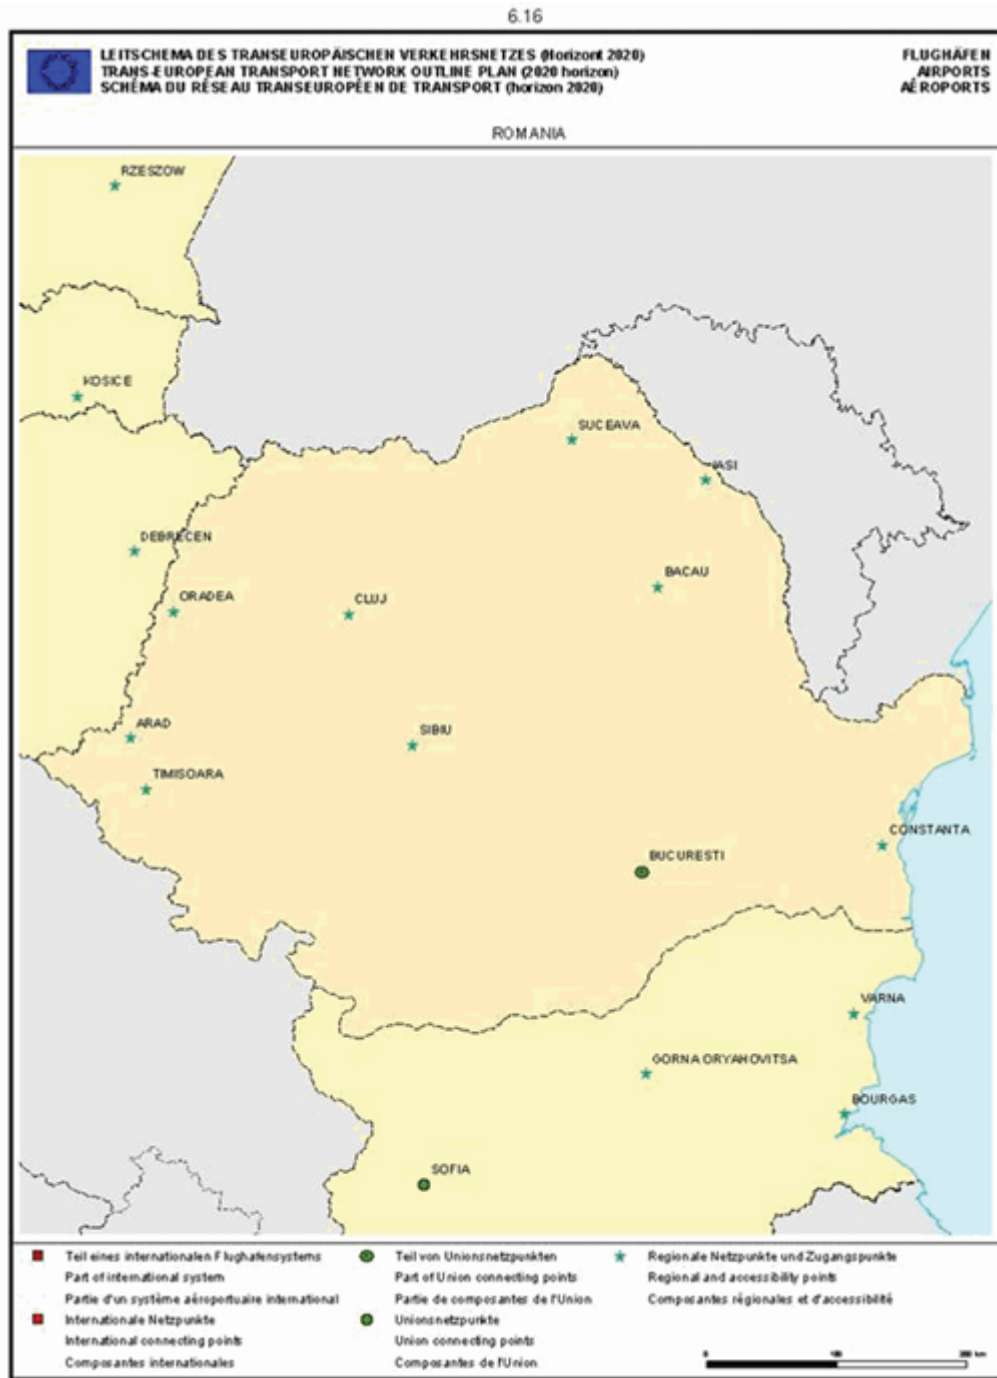 6.16
LEITSCHEMA DES TRANSEUROPÄISCHEN VERKEHRSNETZES (Horizont 2020)
TRANS-EUROPEAN TRANSPORT NETWORK OUTLINE PLAN (2020 horizon)
SCHÉMA DU RÉSEAU TRANSEUROPÉEN DE TRANSPORT (horizon 2020)
FLUGHÄFEN
AIRPORTS
AÉROPORTS
ROMANIA
RZESZOW
KOSICE
SUCEAVA
IASI
DEBRECEN
ORADEA
CLUJ
BACAU
ARAD
SIBIU
TIMISOARA
CONSTANTA
BUCURESTI
VARNA
GORNA ORYAHOVITSA
BOURGAS
SOFIA
Teil eines internationalen Flughafensystems
Part of international system
Partie d'un système aéroportuaire international
Internationale Netzpunkte
International connecting points
Composantes internationales
Teil von Unionsnetzpunkten
Part of Union connecting points
Partie de composantes de l'Union
Unionsnetzpunkte
Union connecting points
Composantes de l'Union
Regionale Netzpunkte und Zugangspunkte
Regional and accessibility points
Composantes régionales et d'accessibilité
0 100 200 km